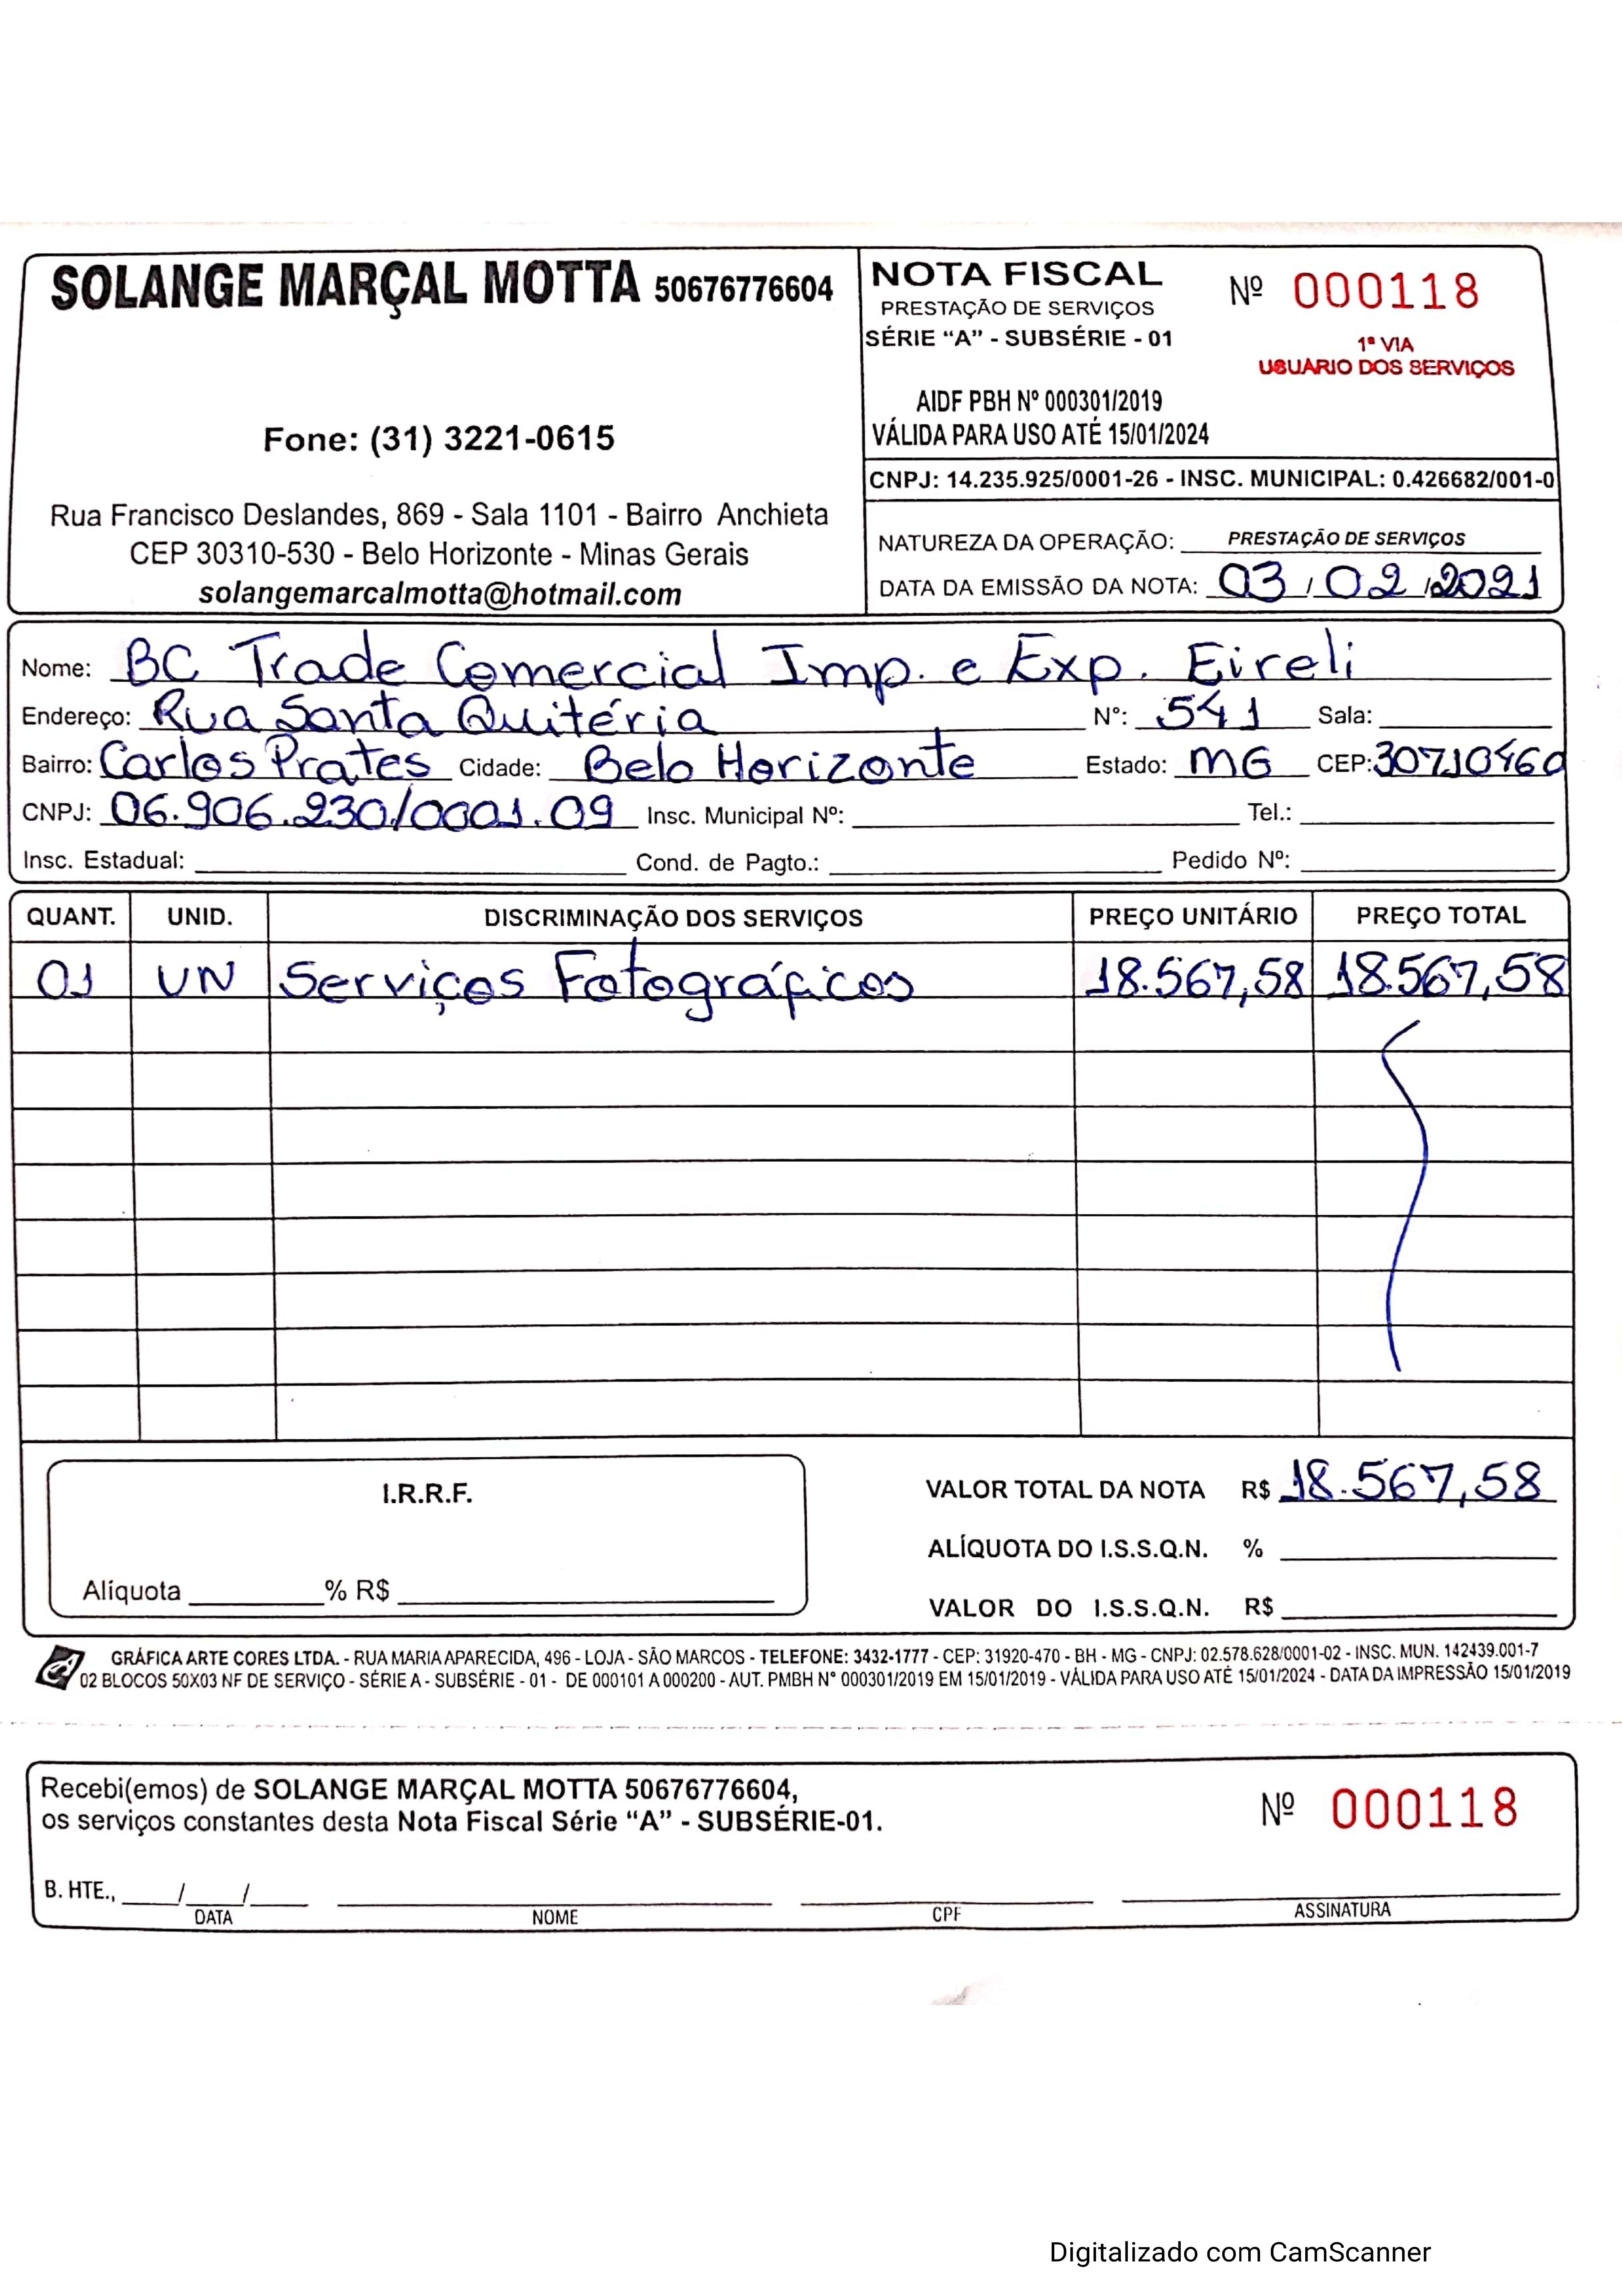 SOLANGE MARÇAL MOTTA 50676776604
Fone: (31) 3221-0615
Rua Francisco Deslandes, 869 - Sala 1101 - Bairro Anchieta
CEP 30310-530 - Belo Horizonte - Minas Gerais
solangemarcalmotta@hotmail.com
NOTA FISCAL
PRESTAÇÃO DE SERVIÇOS
SÉRIE “A” - SUBSÉRIE - 01
Nº 000118
1ª VIA
USUÁRIO DOS SERVIÇOS
AIDF PBH Nº 000301/2019
VÁLIDA PARA USO ATÉ 15/01/2024
CNPJ: 14.235.925/0001-26 - INSC. MUNICIPAL: 0.426682/001-0
NATUREZA DA OPERAÇÃO: PRESTAÇÃO DE SERVIÇOS
DATA DA EMISSÃO DA NOTA: 03 / 02 / 2021
Nome: BC Trade Comercial Imp. e Exp. Eireli
Endereço: Rua Santa Quitéria Nº: 541 Sala:
Bairro: Carlos Prates Cidade: Belo Horizonte Estado: MG CEP: 30710460
CNPJ: 06.906.230/0001.09 Insc. Municipal Nº: Tel.:
Insc. Estadual: Cond. de Pagto.: Pedido Nº:
QUANT. UNID. DISCRIMINAÇÃO DOS SERVIÇOS PREÇO UNITÁRIO PREÇO TOTAL
01 UN Serviços Fotográficos 18.567,58 18.567,58
I.R.R.F.
Alíquota % R$
VALOR TOTAL DA NOTA R$ 18.567,58
ALÍQUOTA DO I.S.S.Q.N. %
VALOR DO I.S.S.Q.N. R$
GRÁFICA ARTE CORES LTDA. - RUA MARIA APARECIDA, 496 - LOJA - SÃO MARCOS - TELEFONE: 3432-1777 - CEP: 31920-470 - BH - MG - CNPJ: 02.578.628/0001-02 - INSC. MUN. 142439.001-7
02 BLOCOS 50X03 NF DE SERVIÇO - SÉRIE A - SUBSÉRIE - 01 - DE 000101 A 000200 - AUT. PMBH Nº 000301/2019 EM 15/01/2019 - VÁLIDA PARA USO ATÉ 15/01/2024 - DATA DA IMPRESSÃO 15/01/2019
Recebi(emos) de SOLANGE MARÇAL MOTTA 50676776604,
os serviços constantes desta Nota Fiscal Série “A” - SUBSÉRIE-01.
Nº 000118
B. HTE., / /
DATA NOME CPF ASSINATURA
Digitalizado com CamScanner